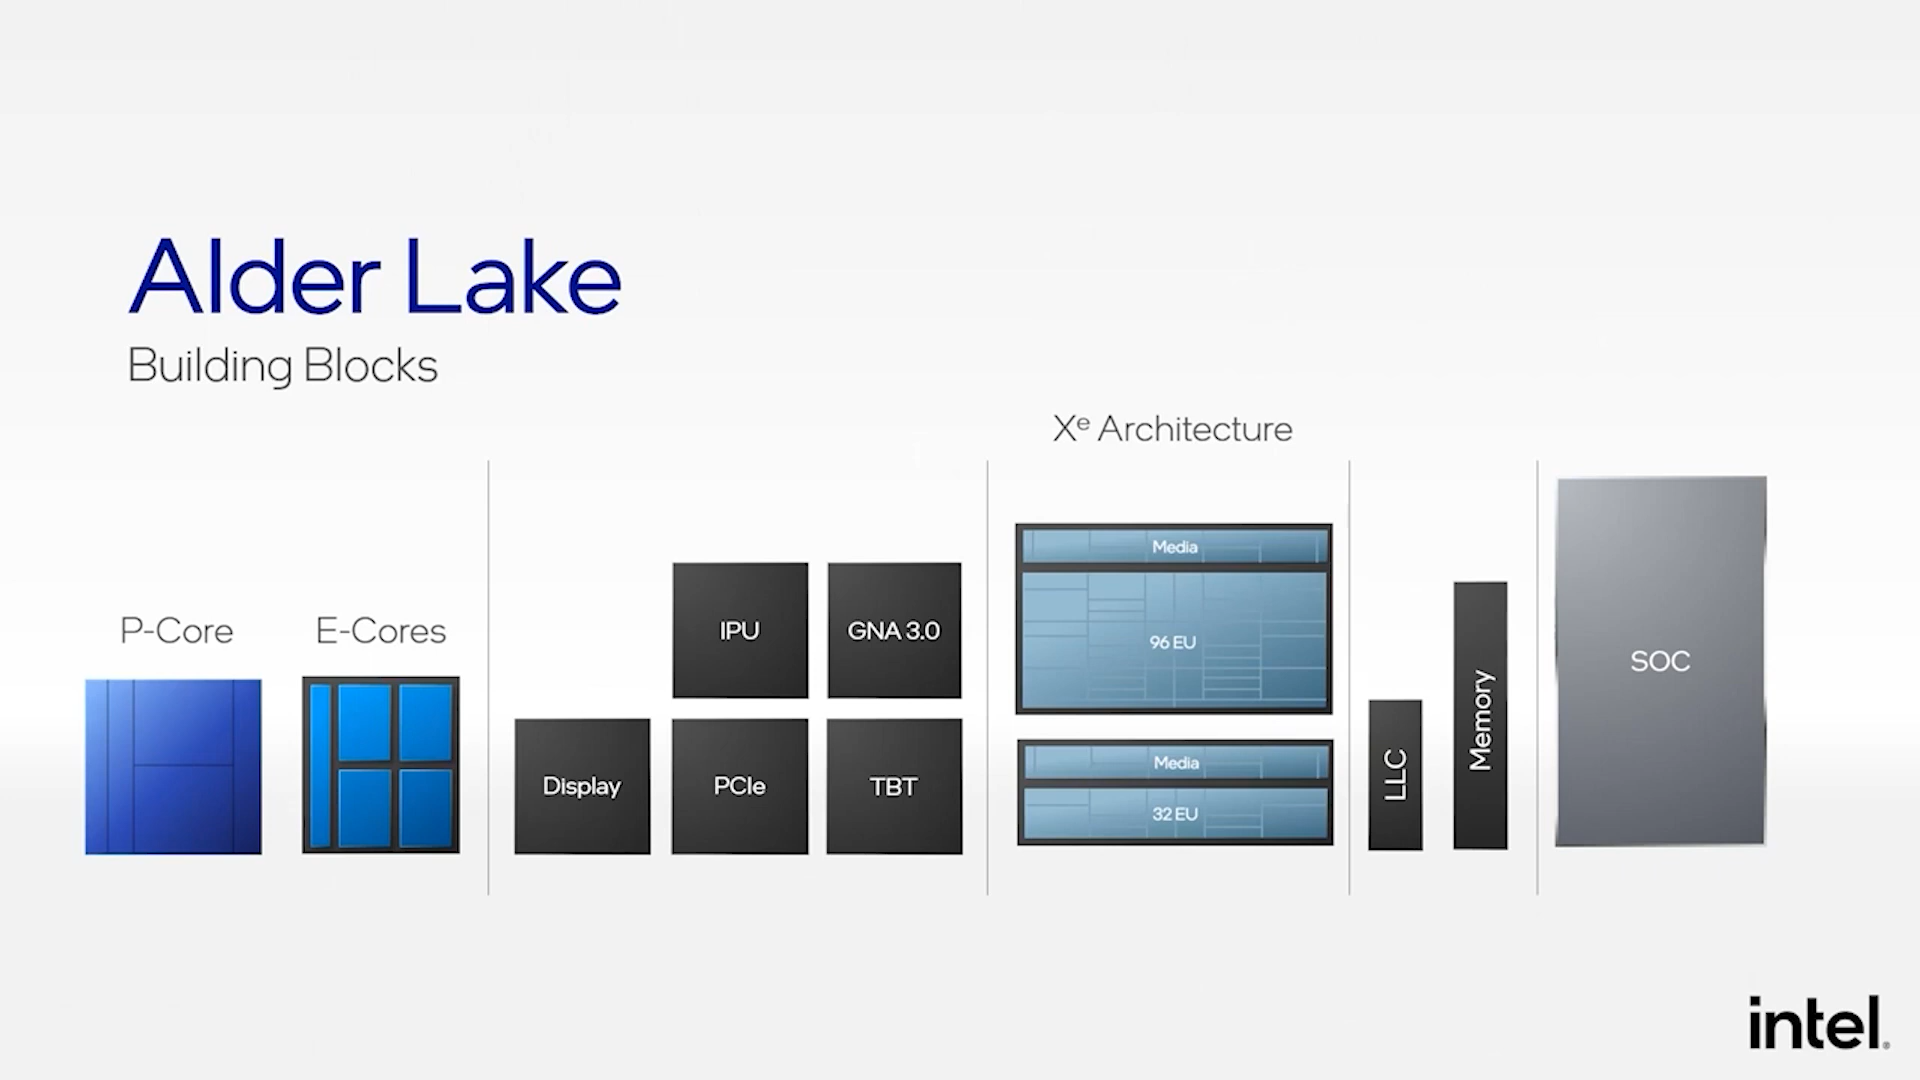 Alder Lake
Building Blocks
P-Core
E-Cores
IPU
GNA 3.0
Display
PCIe
TBT
Xᵉ Architecture
Media
96 EU
Media
32 EU
LLC
Memory
SOC
intel®